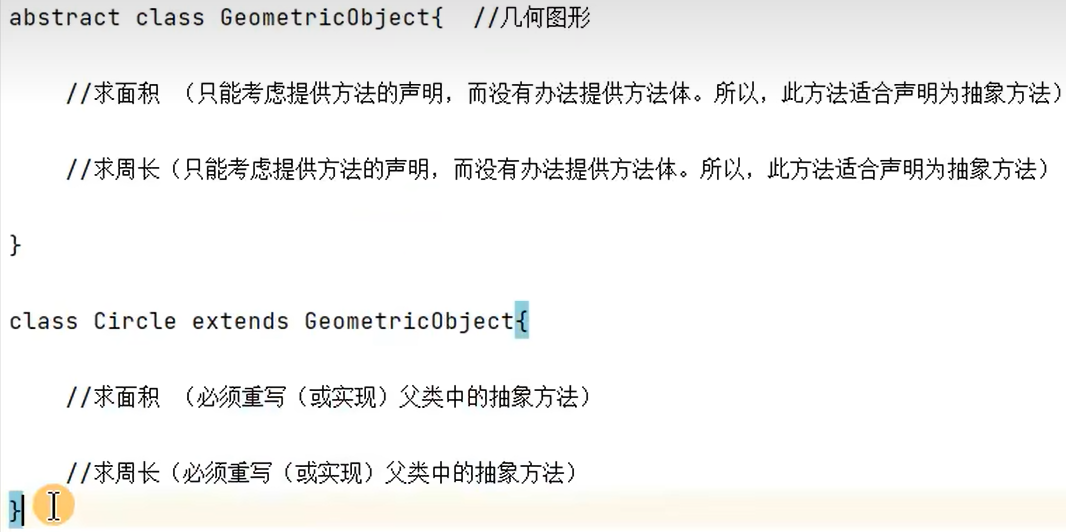 abstract class GeometricObject{  //几何图形
//求面积 （只能考虑提供方法的声明，而没有办法提供方法体。所以，此方法适合声明为抽象方法）
//求周长（只能考虑提供方法的声明，而没有办法提供方法体。所以，此方法适合声明为抽象方法）
}
class Circle extends GeometricObject{
//求面积 （必须重写（或实现）父类中的抽象方法）
//求周长（必须重写（或实现）父类中的抽象方法）
}